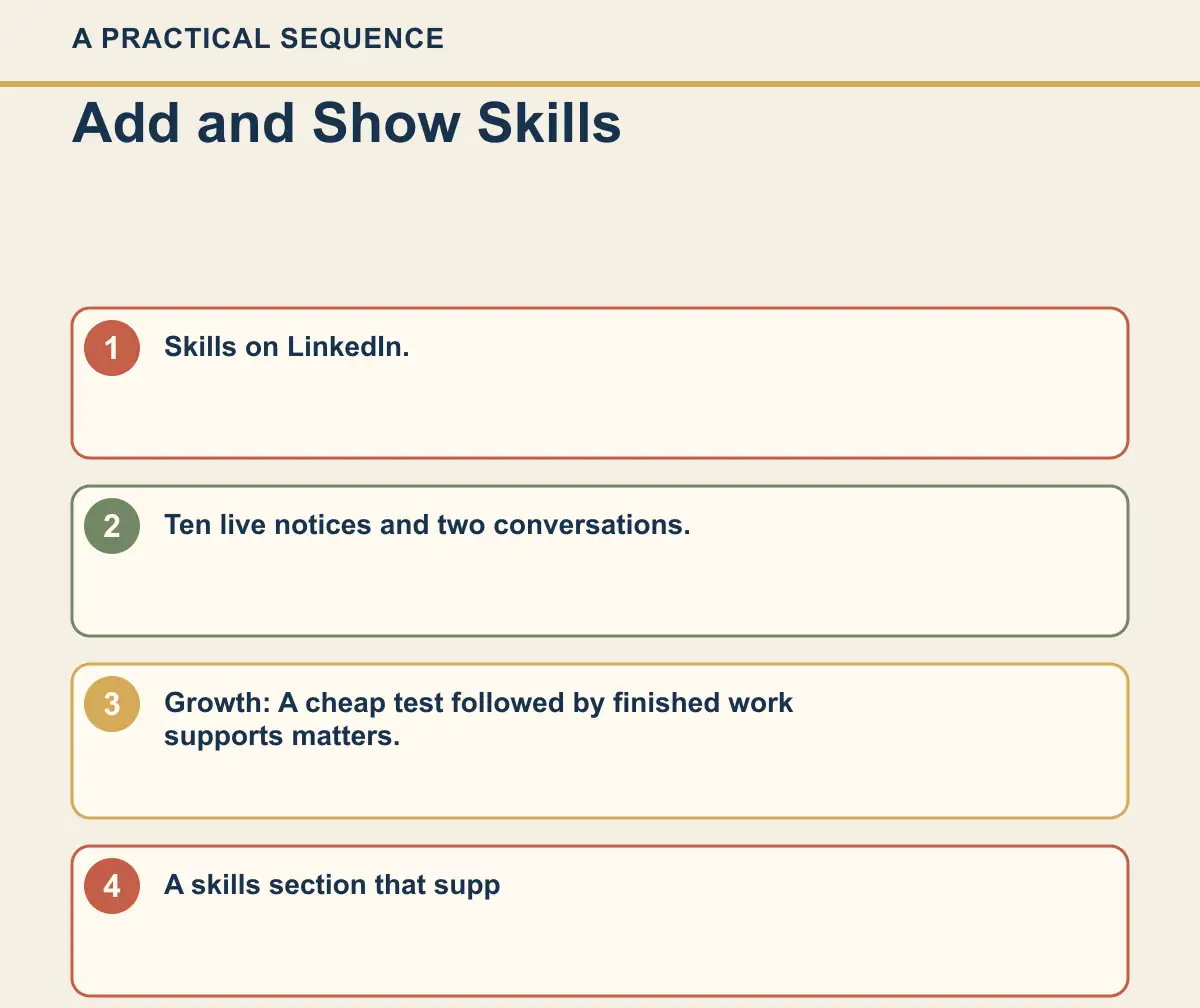 A PRACTICAL SEQUENCE
Add and Show Skills
1
Skills on LinkedIn.
2
Ten live notices and two conversations.
3
Growth: A cheap test followed by finished work
supports matters.
4
A skills section that supp